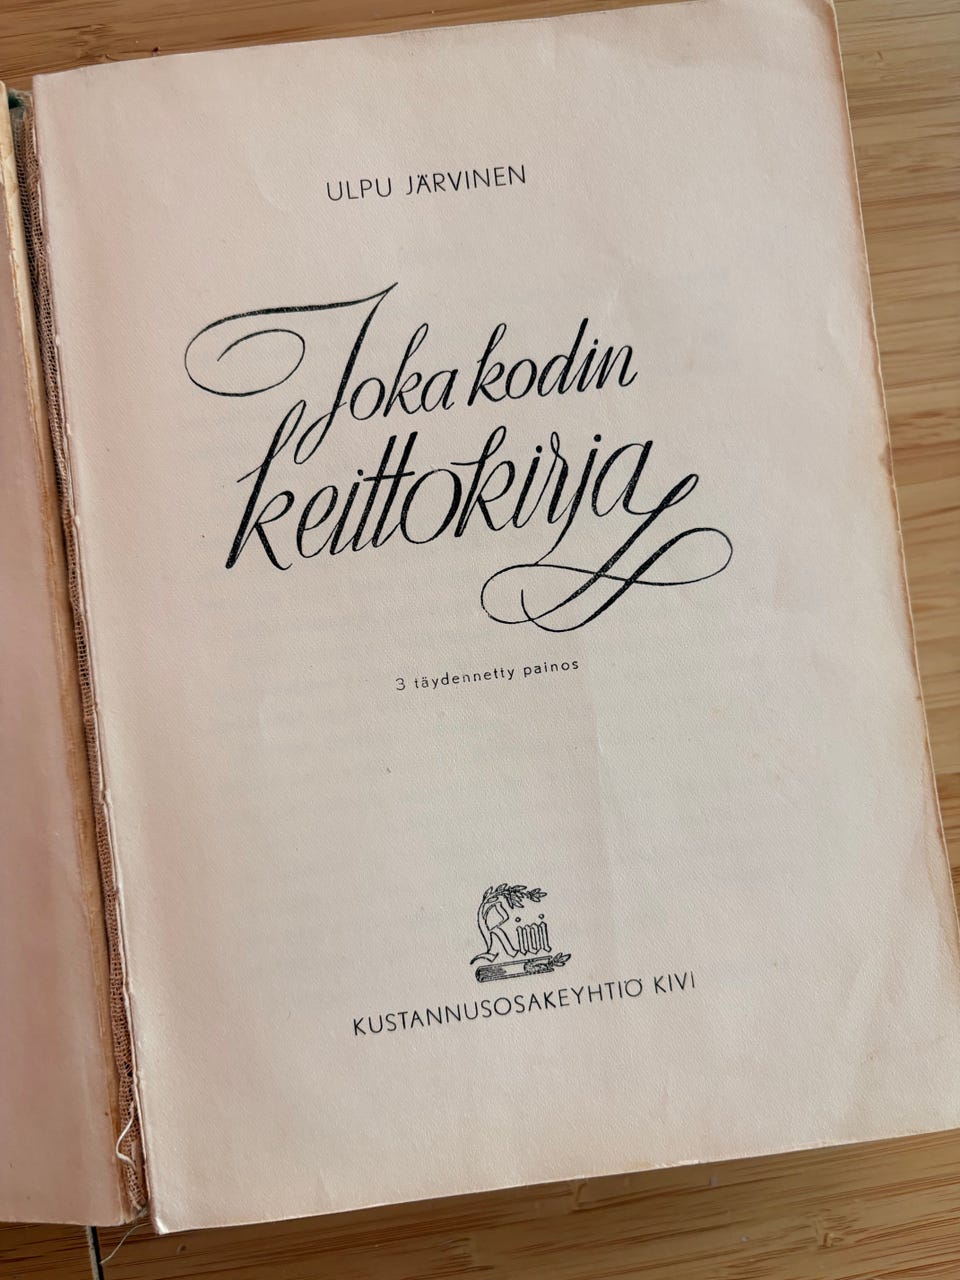 ULPU JÄRVINEN
Joka kodin
keittokirja
3 täydennetty painos
Kivi
KUSTANNUSOSAKEYHTIÖ KIVI